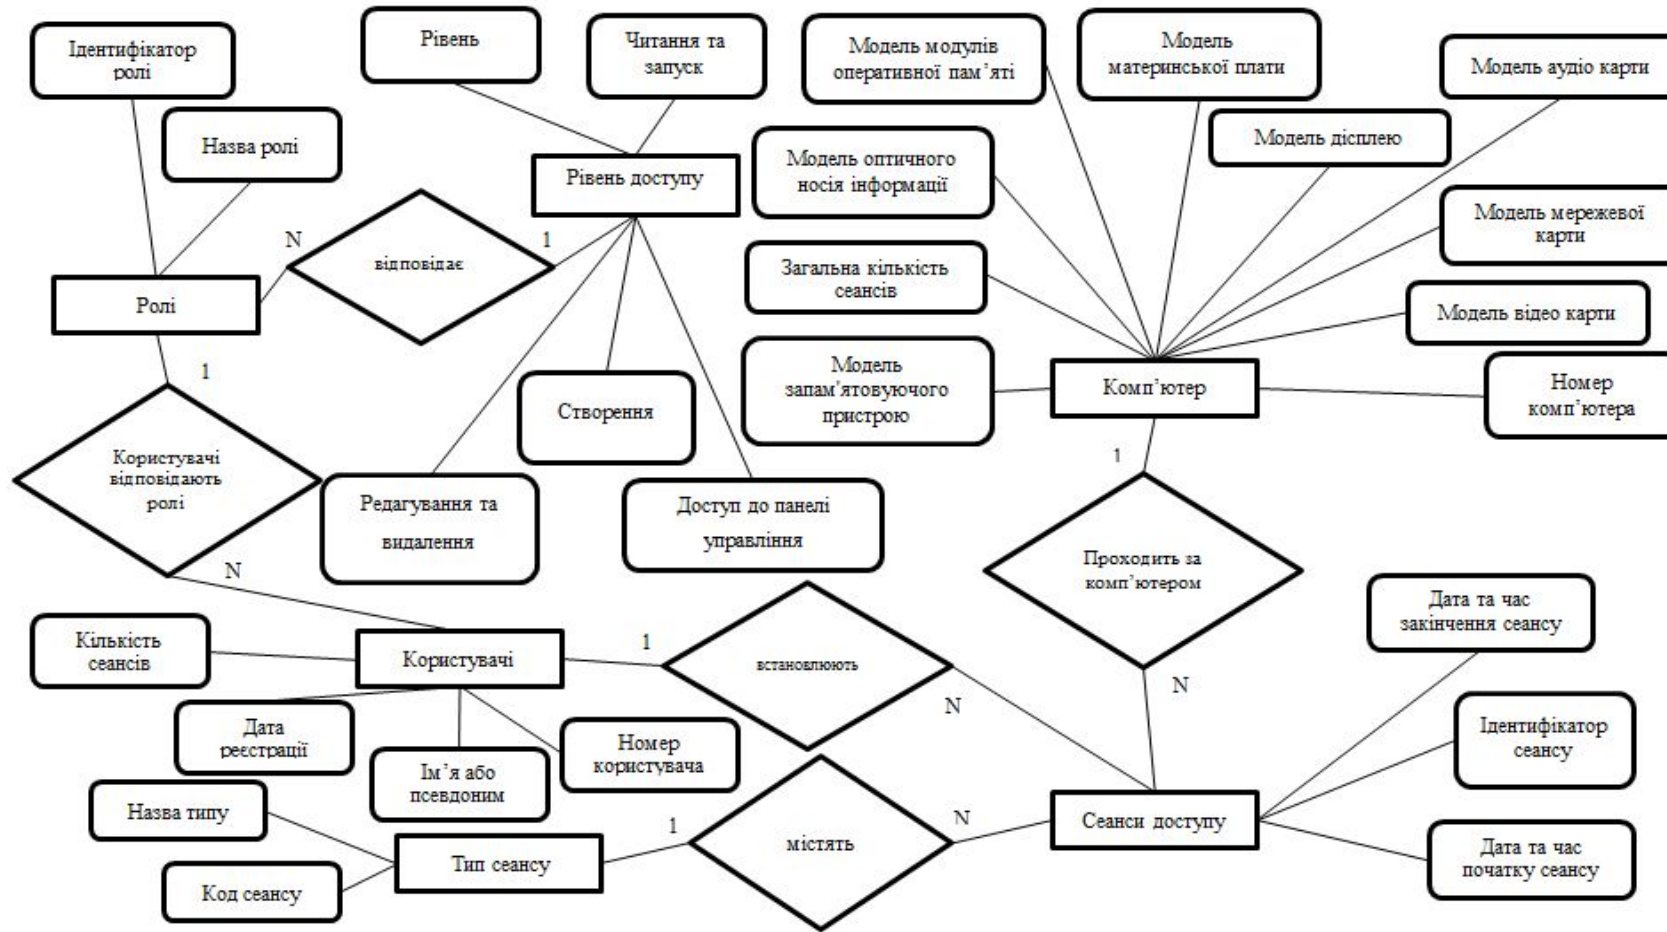 Ідентифікатор
ролі
Рівень
Читання та
запуск
Модель модулів
оперативної пам’яті
Модель
материнської плати
Модель аудіо карти
Назва ролі
Модель дісплею
Рівень доступу
Модель оптичного
носія інформації
Модель мережевої
карти
N
відповідає
1
Загальна кількість
сеансів
Ролі
Модель відео карти
1
Модель
запам'ятовуючого
пристрою
Комп’ютер
Номер
комп’ютера
Створення
Користувачі
відповідають
ролі
1
Редагування та
видалення
Доступ до панелі
управління
N
Проходить за
комп’ютером
Дата та час
закінчення сеансу
Кількість
сеансів
Користувачі
1
встановлюють
N
N
Дата
реєстрації
Ім’я або
псевдоним
Номер
користувача
Ідентифікатор
сеансу
Назва типу
1
N
Сеанси доступу
Тип сеансу
містять
Дата та час
початку сеансу
Код сеансу